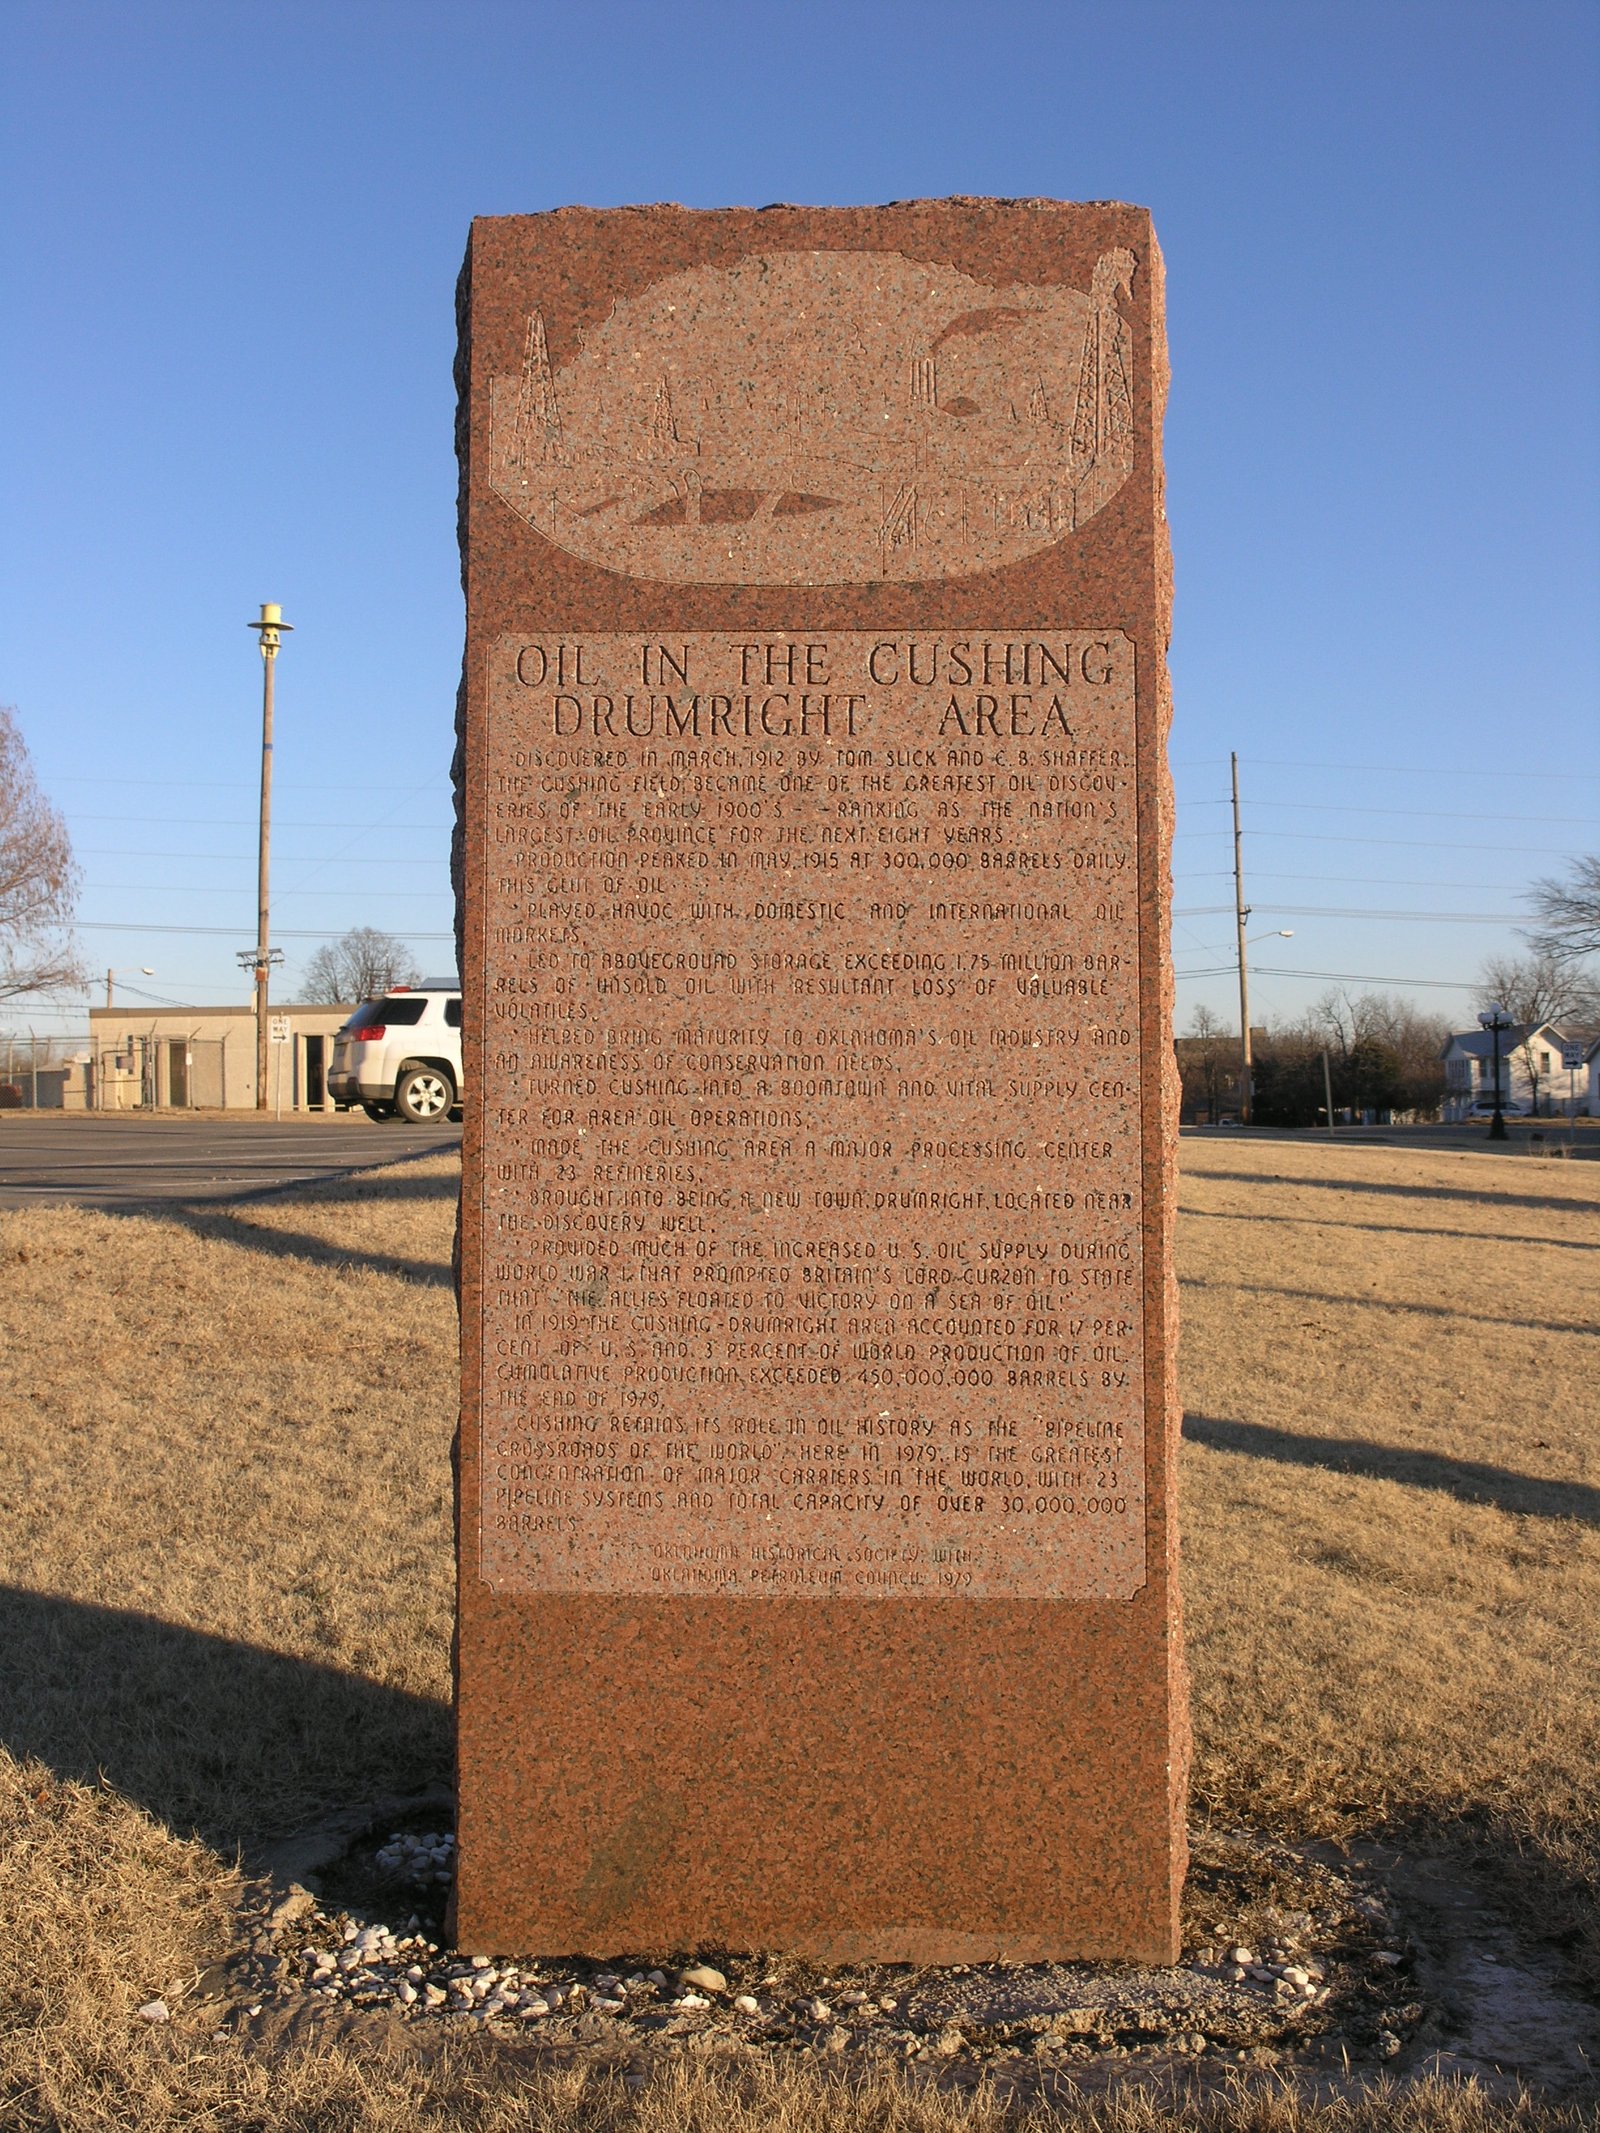 OIL IN THE CUSHING
DRUMRIGHT AREA
DISCOVERED IN MARCH, 1912 BY TOM SLICK AND C. B. SHAFFER,
THE CUSHING FIELD BECAME ONE OF THE GREATEST OIL DISCOV-
ERIES OF THE EARLY 1900'S - - RANKING AS THE NATION'S
LARGEST OIL PROVINCE FOR THE NEXT EIGHT YEARS.
PRODUCTION PEAKED IN MAY, 1915 AT 300,000 BARRELS DAILY.
THIS GLUT OF OIL
* PLAYED HAVOC WITH DOMESTIC AND INTERNATIONAL OIL
MARKETS,
* LED TO ABOVEGROUND STORAGE EXCEEDING 1.75 MILLION BAR-
RELS OF UNSOLD OIL WITH RESULTANT LOSS OF VALUABLE
VOLATILES,
* HELPED BRING MATURITY TO OKLAHOMA'S OIL INDUSTRY AND
AN AWARENESS OF CONSERVATION NEEDS,
* TURNED CUSHING INTO A BOOMTOWN AND VITAL SUPPLY CEN-
TER FOR AREA OIL OPERATIONS,
* MADE THE CUSHING AREA A MAJOR PROCESSING CENTER
WITH 23 REFINERIES,
* BROUGHT INTO BEING A NEW TOWN, DRUMRIGHT, LOCATED NEAR
THE DISCOVERY WELL,
* PROVIDED MUCH OF THE INCREASED U. S. OIL SUPPLY DURING
WORLD WAR I THAT PROMPTED BRITAIN'S LORD CURZON TO STATE
THAT "THE ALLIES FLOATED TO VICTORY ON A SEA OF OIL!"
IN 1919 THE CUSHING-DRUMRIGHT AREA ACCOUNTED FOR 17 PER-
CENT OF U. S. AND 3 PERCENT OF WORLD PRODUCTION OF OIL.
CUMULATIVE PRODUCTION EXCEEDED 450,000,000 BARRELS BY
THE END OF 1979.
CUSHING RETAINS ITS ROLE IN OIL HISTORY AS THE "PIPELINE
CROSSROADS OF THE WORLD". HERE IN 1979 IS THE GREATEST
CONCENTRATION OF MAJOR CARRIERS IN THE WORLD, WITH 23
PIPELINE SYSTEMS AND TOTAL CAPACITY OF OVER 30,000,000
BARRELS.
OKLAHOMA HISTORICAL SOCIETY WITH
OKLAHOMA PETROLEUM COUNCIL 1979
ONE WAY
ONE WAY